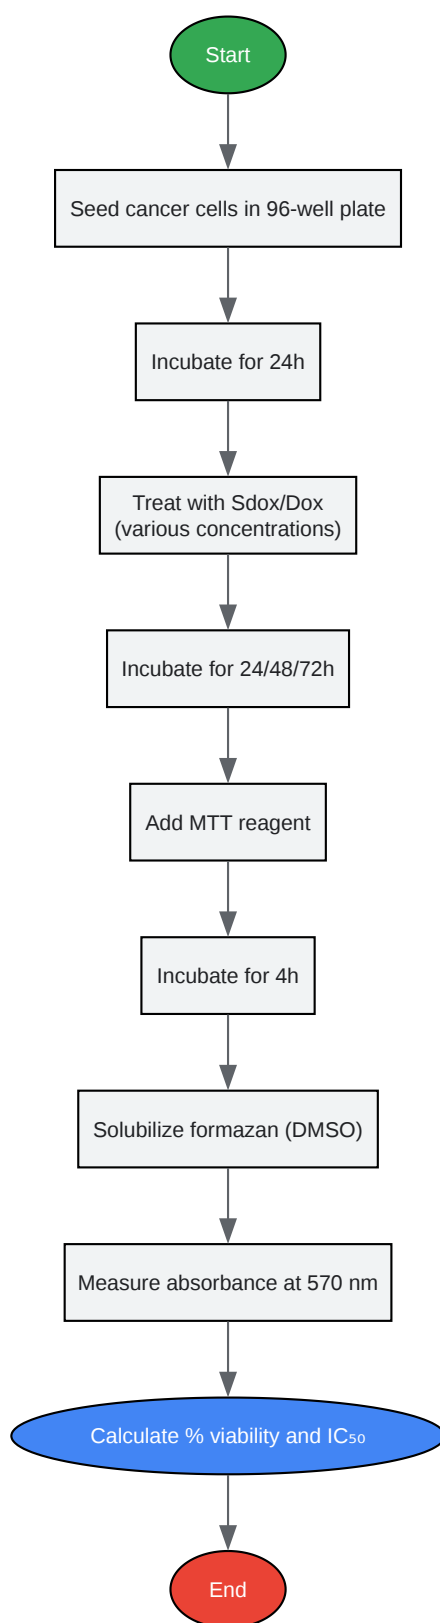 Start
Seed cancer cells in 96-well plate
Incubate for 24h
Treat with Sdox/Dox
(various concentrations)
Incubate for 24/48/72h
Add MTT reagent
Incubate for 4h
Solubilize formazan (DMSO)
Measure absorbance at 570 nm
Calculate % viability and IC₅₀
End